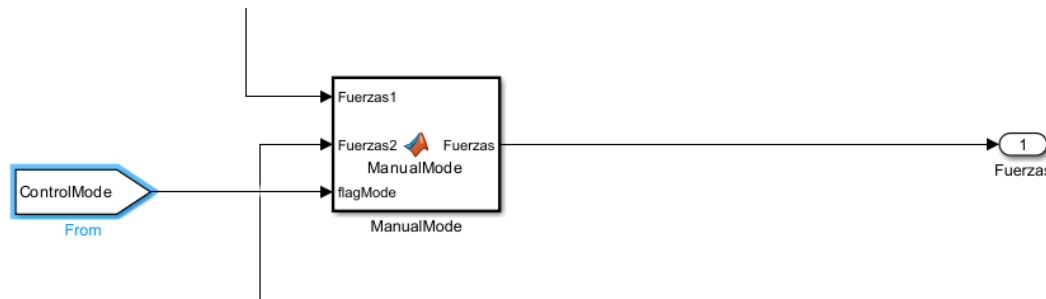 Fuerzas1
Fuerzas2
Fuerzas
ManualMode
flagMode
ManualMode
ControlMode
From
1
Fuerzas